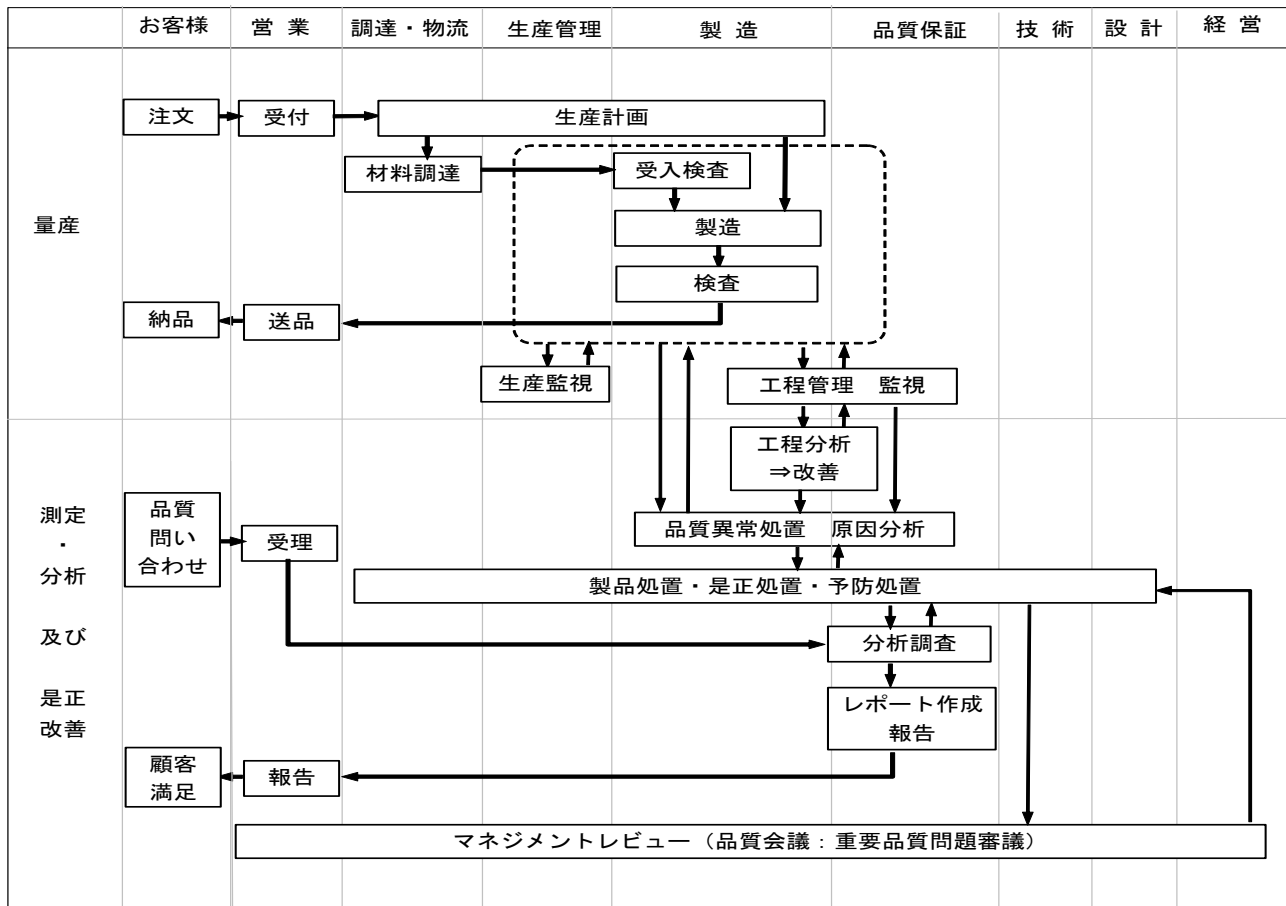 お客様 営業 調達・物流 生産管理 製造 品質保証 技術 設計 経営
注文 受付 生産計画
材料調達 受入検査
量産 製造
検査
納品 送品
生産監視 工程管理 監視
工程分析
⇒改善
品質
問い
合わせ
受理
品質異常処置 原因分析
測定
・
分析
及び
是正
改善
製品処置・是正処置・予防処置
分析調査
レポート作成
報告
顧客
満足
報告
マネジメントレビュー（品質会議：重要品質問題審議）